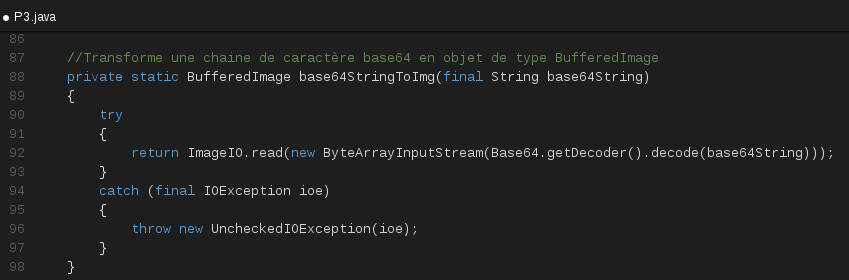 ● P3.java
86
87 //Transforme une chaine de caractère base64 en objet de type BufferedImage
88 private static BufferedImage base64StringToImg(final String base64String)
89 {
90 try
91 {
92 return ImageIO.read(new ByteArrayInputStream(Base64.getDecoder().decode(base64String)));
93 }
94 catch (final IOException ioe)
95 {
96 throw new UncheckedIOException(ioe);
97 }
98 }